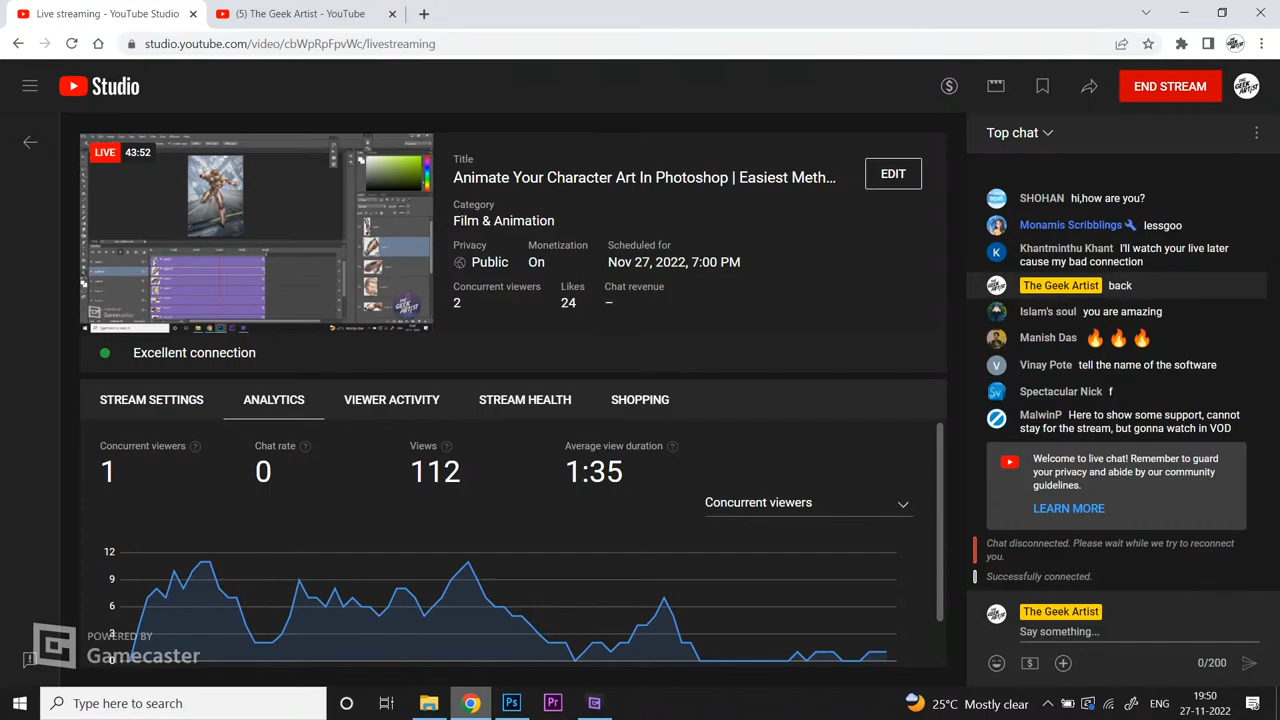 Live streaming - YouTube Studio
(5) The Geek Artist - YouTube
studio.youtube.com/video/cbWpRpFpvWc/livestreaming
Studio
END STREAM
LIVE 43:52
Title
Animate Your Character Art In Photoshop | Easiest Meth...
EDIT
Category
Film & Animation
Privacy Monetization Scheduled for
Public On Nov 27, 2022, 7:00 PM
Concurrent viewers Likes Chat revenue
2 24 –
Excellent connection
STREAM SETTINGS ANALYTICS VIEWER ACTIVITY STREAM HEALTH SHOPPING
Concurrent viewers Chat rate Views Average view duration
1 0 112 1:35
Concurrent viewers
12
9
6
3
0
POWERED BY
Gamecaster
Top chat
SHOHAN hi,how are you?
Monamis Scribblings lessgoo
Khantminthu Khant I'll watch your live later
cause my bad connection
The Geek Artist back
Islam's soul you are amazing
Manish Das 🔥 🔥 🔥
Vinay Pote tell the name of the software
Spectacular Nick f
MalwinP Here to show some support, cannot
stay for the stream, but gonna watch in VOD
Welcome to live chat! Remember to guard
your privacy and abide by our community
guidelines.
LEARN MORE
Chat disconnected. Please wait while we try to reconnect
you.
Successfully connected.
The Geek Artist
Say something...
0/200
Type here to search
Ps
Pr
25°C Mostly clear
ENG
19:50
27-11-2022